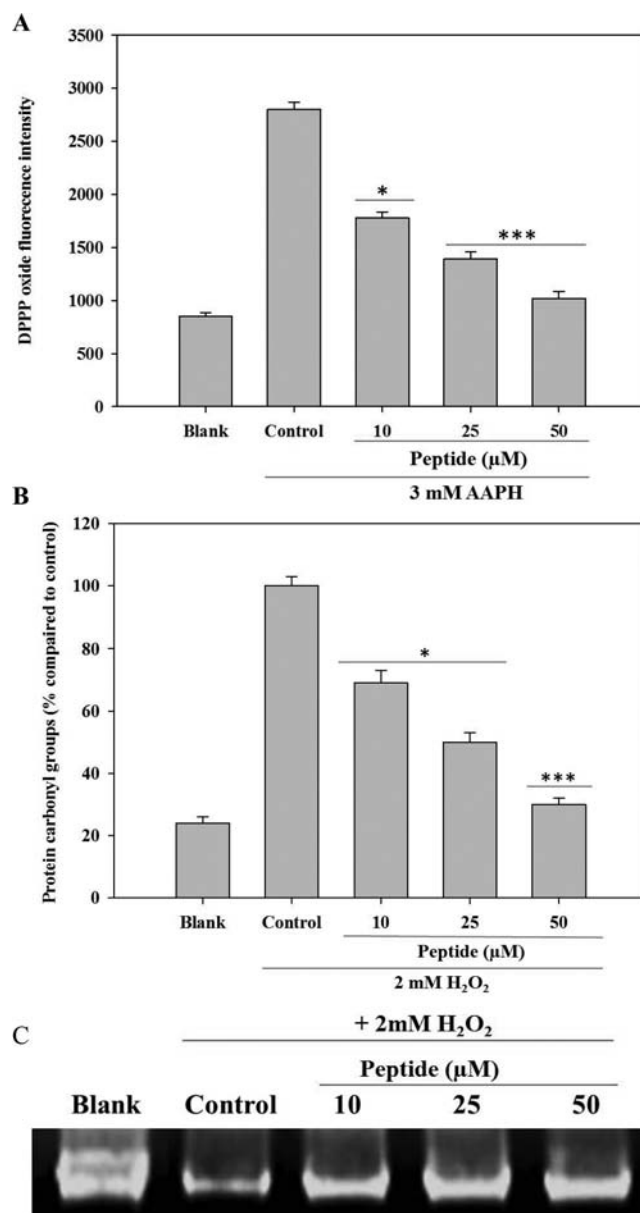 A
DPPP oxide fluorecence intensity
3500
3000
2500
2000
1500
1000
500
0
*
***
Blank Control 10 25 50
Peptide (µM)
3 mM AAPH
B
Protein carbonyl groups (% compaired to control)
120
100
80
60
40
20
0
*
***
Blank Control 10 25 50
Peptide (µM)
2 mM H₂O₂
C
+ 2mM H₂O₂
Peptide (µM)
Blank Control 10 25 50